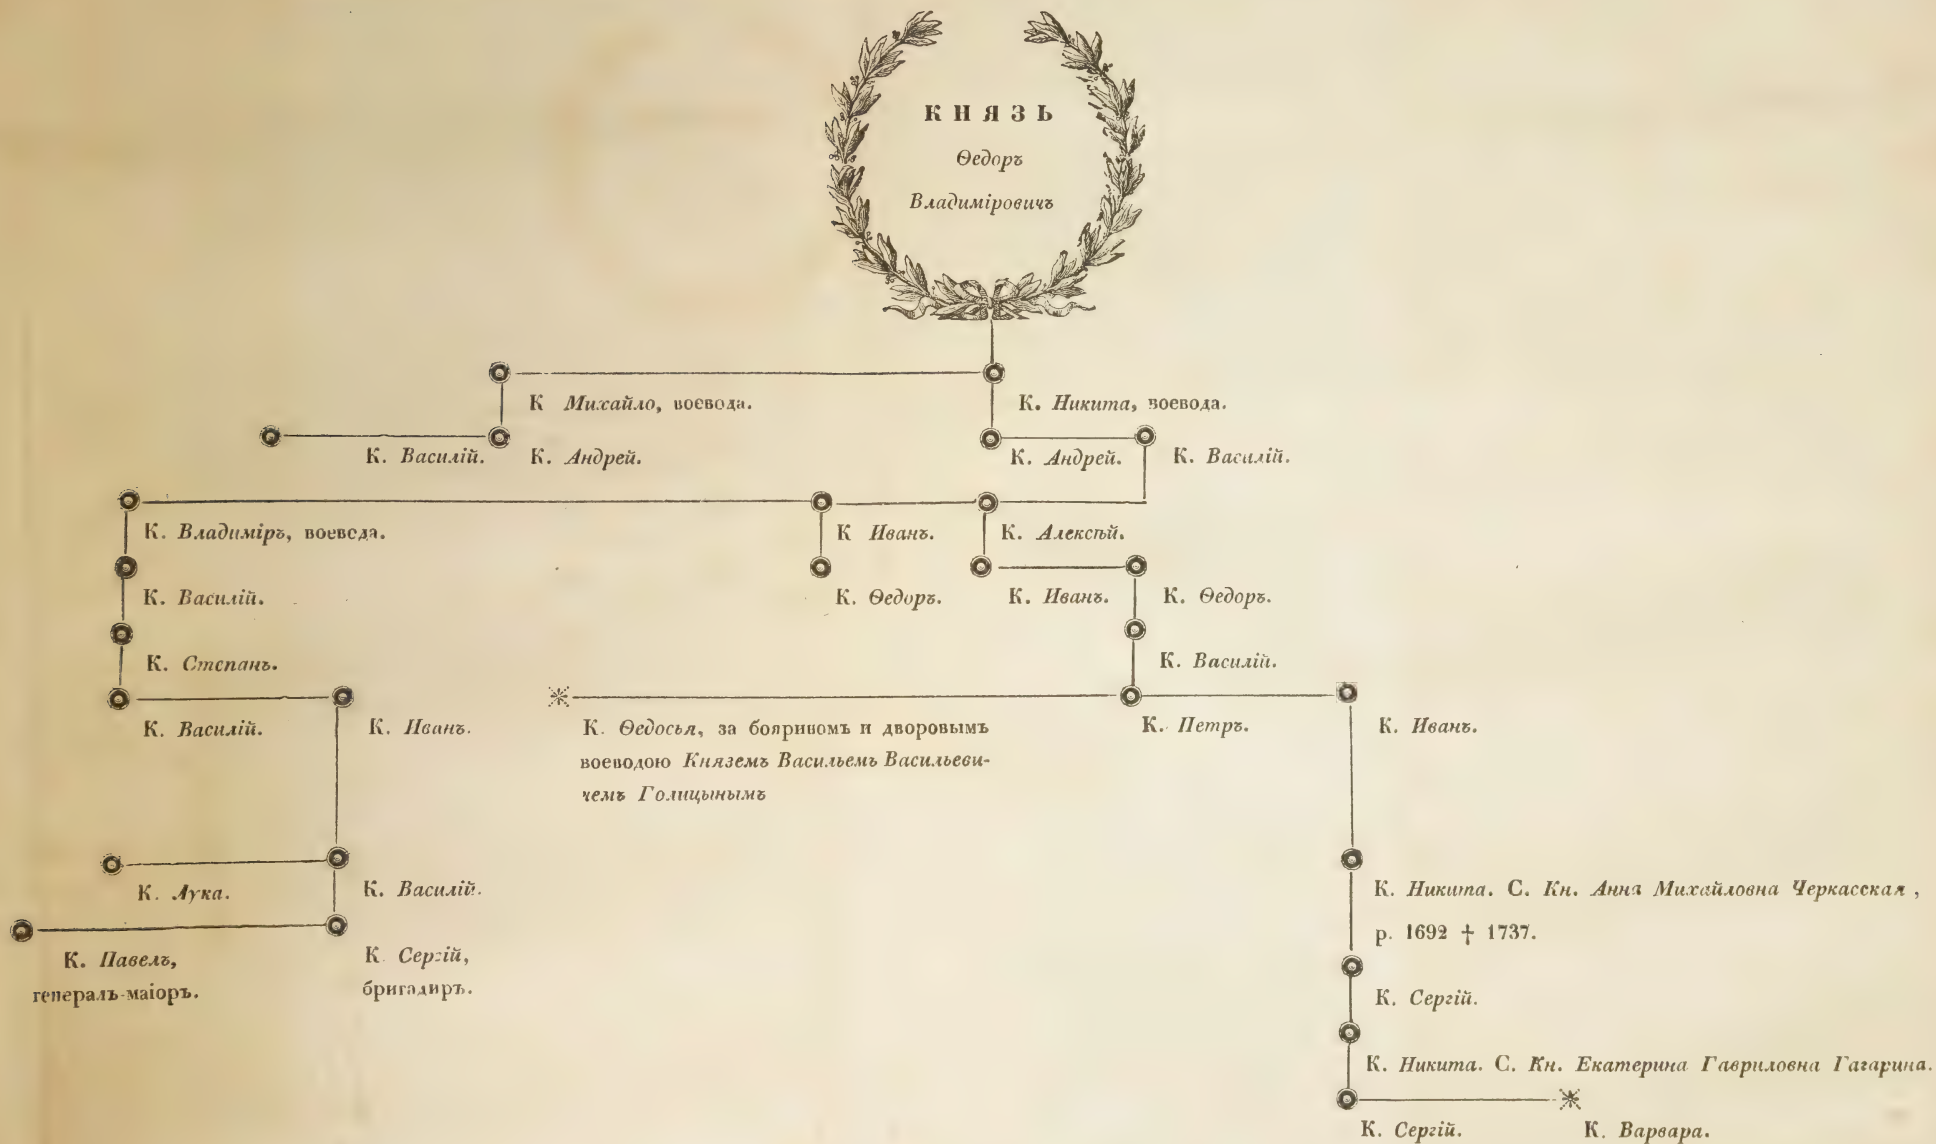 КНЯЗЬ
Ѳедоръ
Владиміровичъ
К Михайло, воевода.
К. Никита, воевода.
К. Василій.
К. Андрей.
К. Андрей.
К. Василій.
К. Владиміръ, воевода.
К Иванъ.
К. Алексѣй.
К. Василій.
К. Ѳедоръ.
К. Иванъ.
К. Ѳедоръ.
К. Степанъ.
К. Василій.
К. Василій.
К. Иванъ.
К. Ѳедосья, за бояриномъ и дворовымъ
воеводою Княземъ Васильемъ Васильеви-
чемъ Голицынымъ
К. Петръ.
К. Иванъ.
К. Лука.
К. Василій.
К. Никита. С. Кн. Анна Михайловна Черкасская,
р. 1692 † 1737.
К. Павелъ,
генералъ-маіоръ.
К Сергій,
бригадиръ.
К. Сергій.
К. Никита. С. Кн. Екатерина Гавриловна Гагарина.
К. Сергій.
К. Варвара.